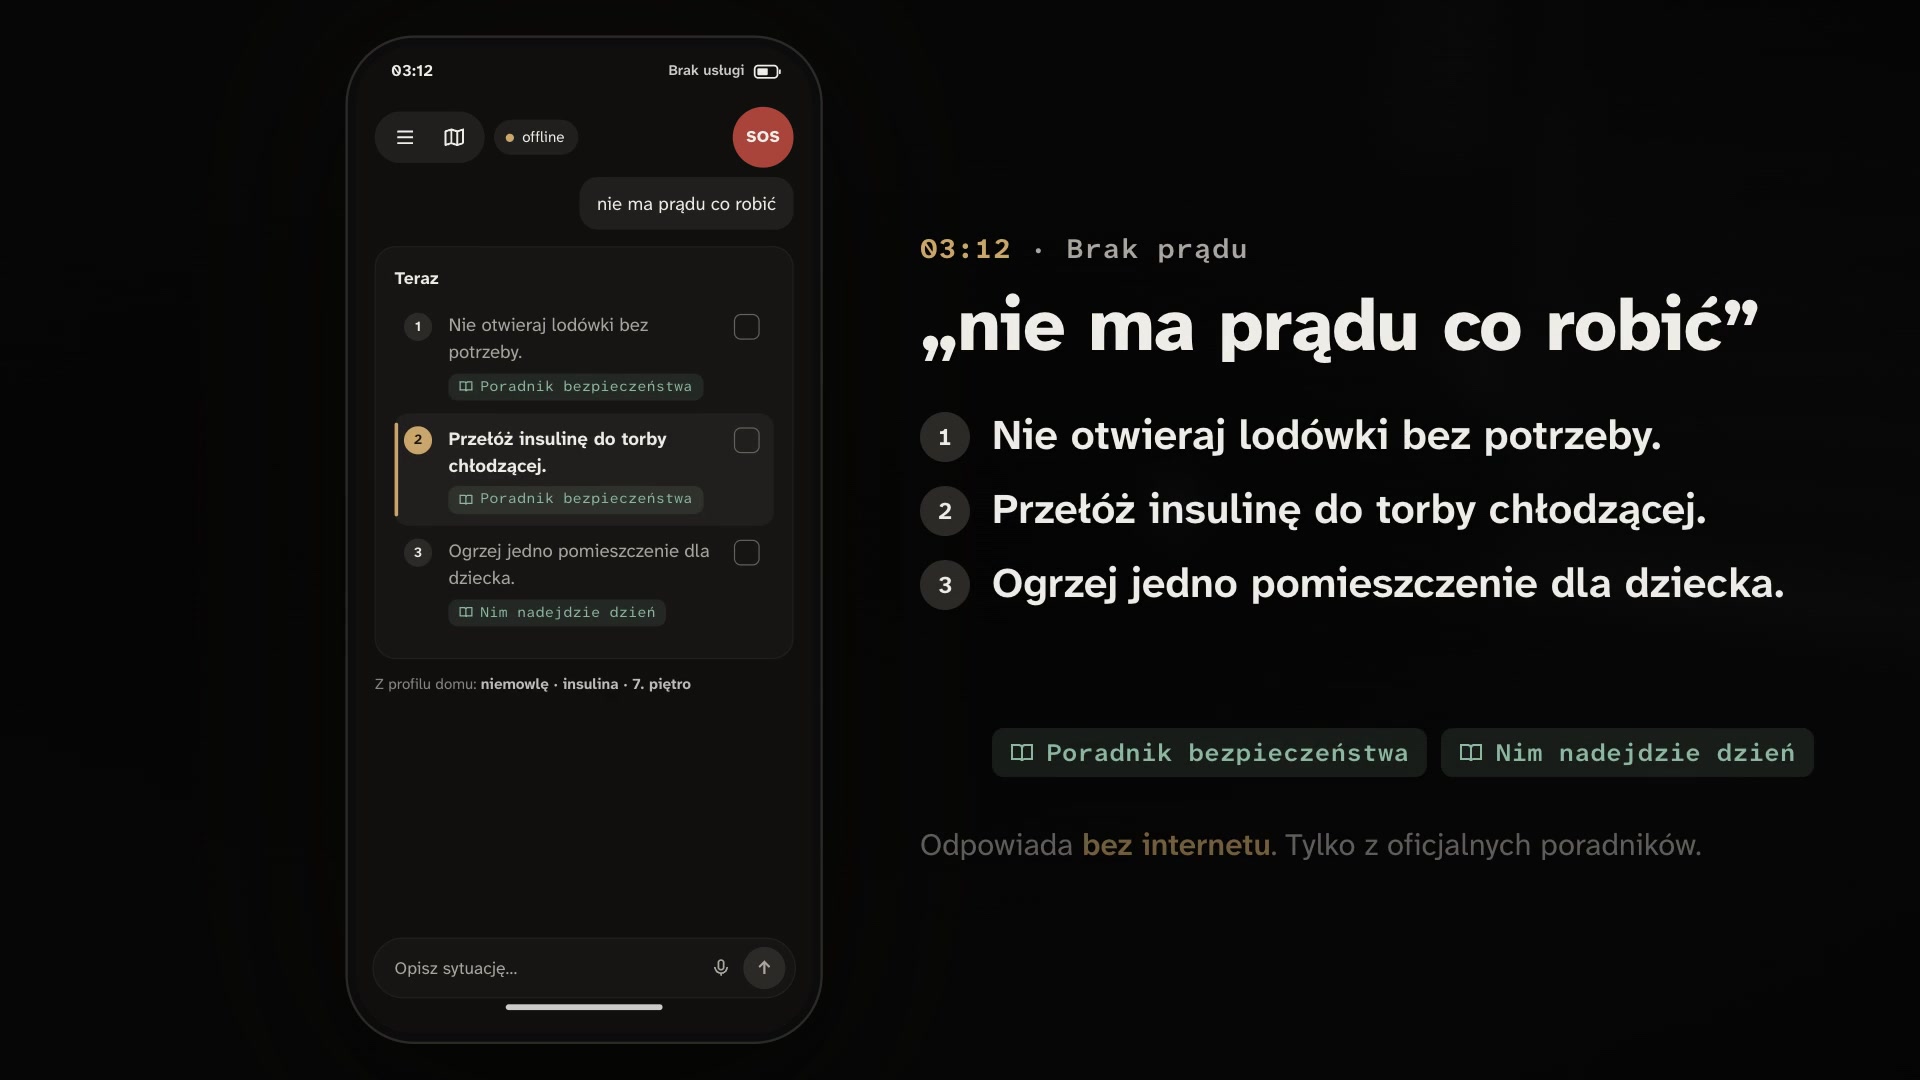 03:12
Brak usługi
offline
SOS
nie ma prądu co robić
Teraz
1
Nie otwieraj lodówki bez
potrzeby.
Poradnik bezpieczeństwa
2
Przełóż insulinę do torby
chłodzącej.
Poradnik bezpieczeństwa
3
Ogrzej jedno pomieszczenie dla
dziecka.
Nim nadejdzie dzień
Z profilu domu: niemowlę · insulina · 7. piętro
Opisz sytuację...
03:12 · Brak prądu
„nie ma prądu co robić”
1 Nie otwieraj lodówki bez potrzeby.
2 Przełóż insulinę do torby chłodzącej.
3 Ogrzej jedno pomieszczenie dla dziecka.
Poradnik bezpieczeństwa
Nim nadejdzie dzień
Odpowiada bez internetu. Tylko z oficjalnych poradników.